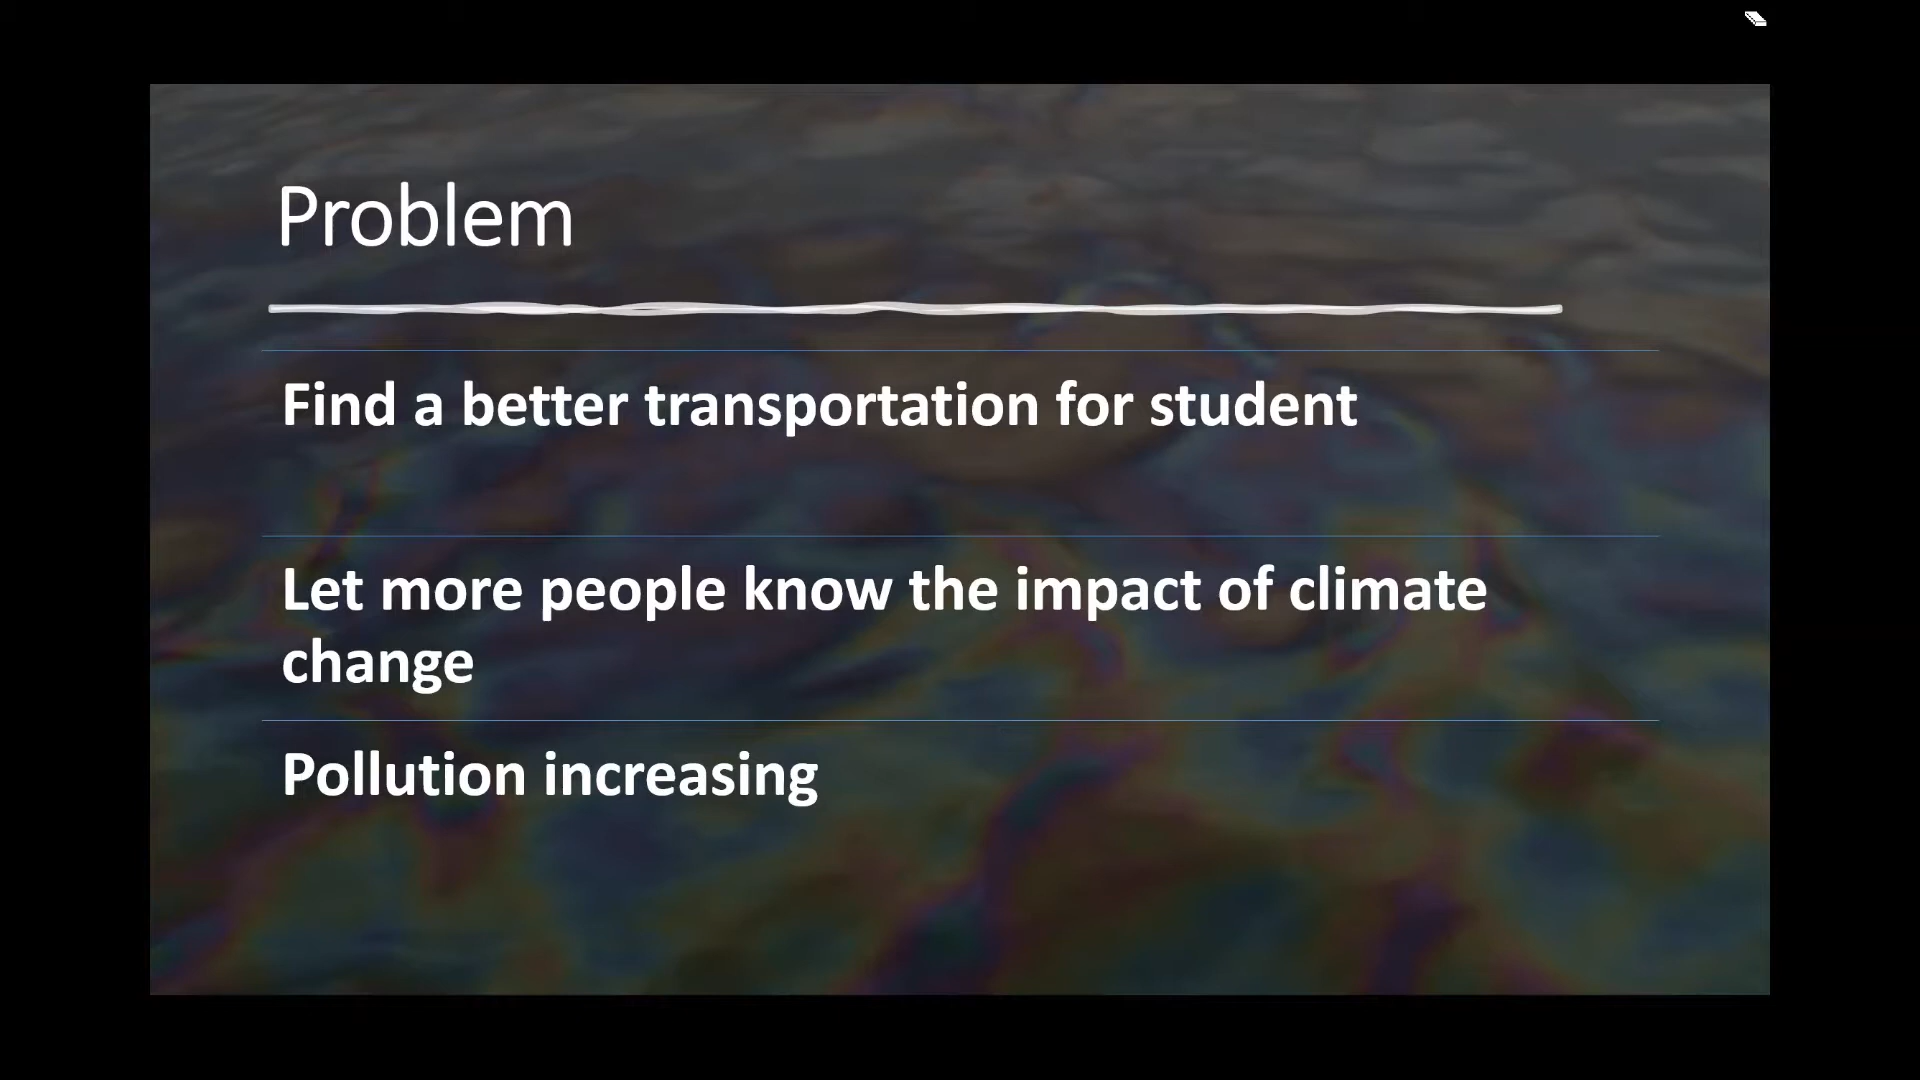 Problem
Find a better transportation for student
Let more people know the impact of climate
change
Pollution increasing